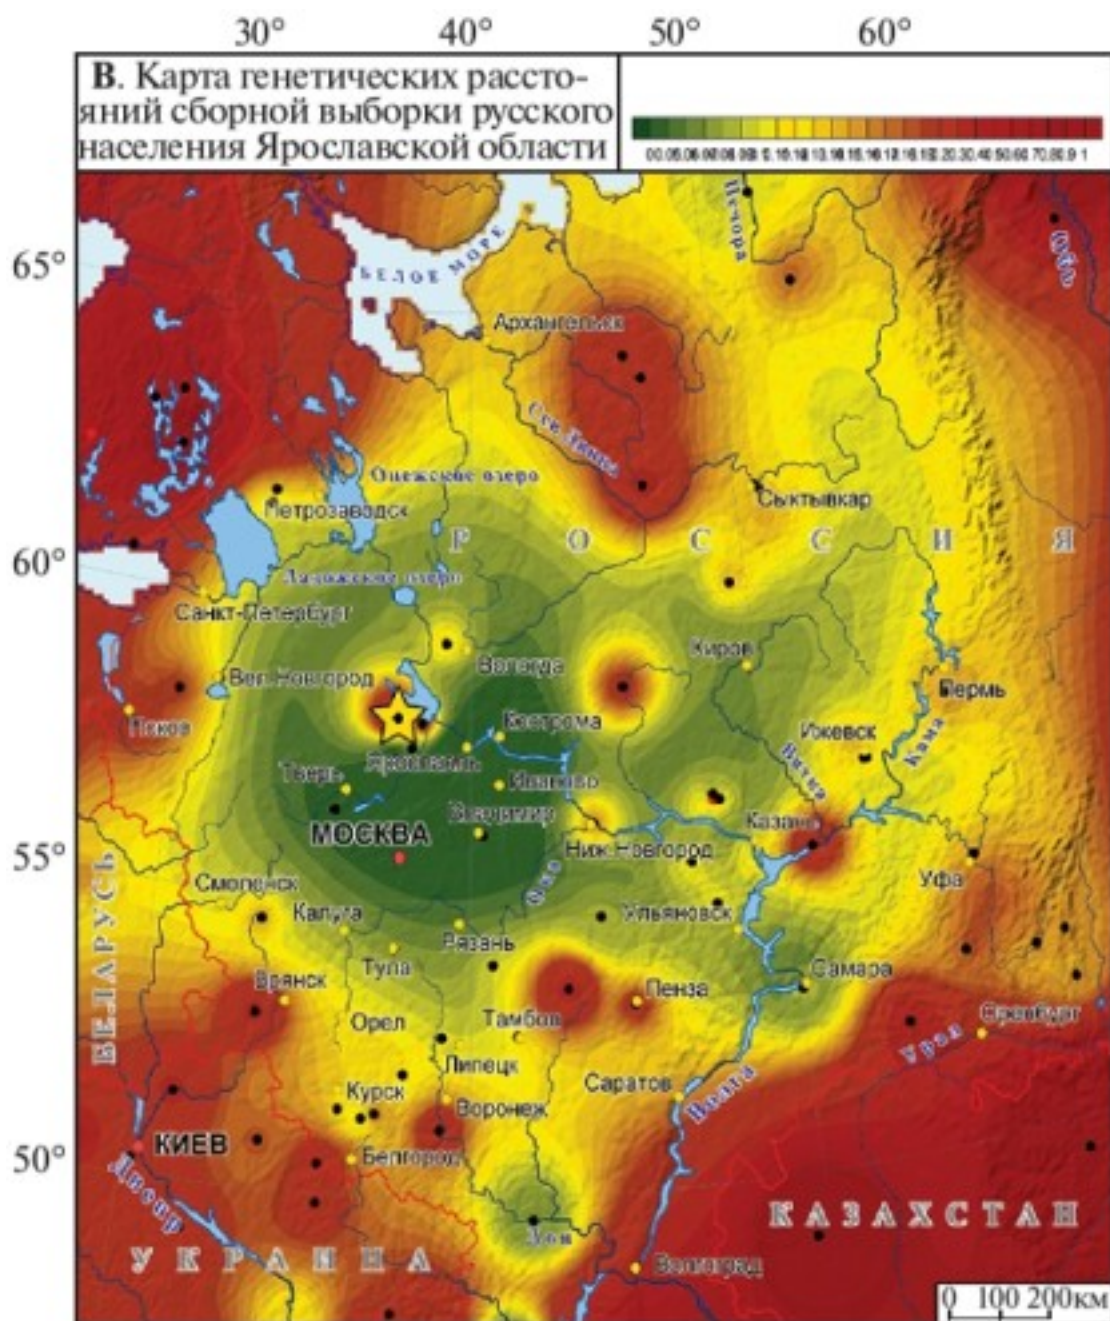 30° 40° 50° 60°
В. Карта генетических рассто-
яний сборной выборки русского
населения Ярославской области
65°
60°
55°
50°
Печора
Обь
БЕЛОЕ МОРЕ
Архангельск
Сев. Двина
Онежское озеро
Сыктывкар
Петрозаводск
РОССИЯ
Ладожское озеро
Санкт-Петербург
Вологда
Киров
Вел. Новгород
Пермь
Псков
Кострома
Ижевск
Кама
Ярославль
Вятка
Тверь
Иваново
Владимир
МОСКВА
Казань
Ниж. Новгород
Уфа
Смоленск
Ока
БЕЛАРУСЬ
Калуга
Ульяновск
Рязань
Тула
Самара
Брянск
Пенза
Орел
Тамбов
Оренбург
Урал
Липецк
Курск
Саратов
Волга
Воронеж
КИЕВ
Белгород
Днепр
КАЗАХСТАН
Дон
УКРАИНА
Волгоград
0 100 200км